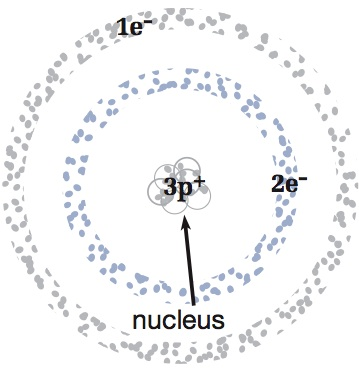 1e⁻
3p⁺
2e⁻
nucleus